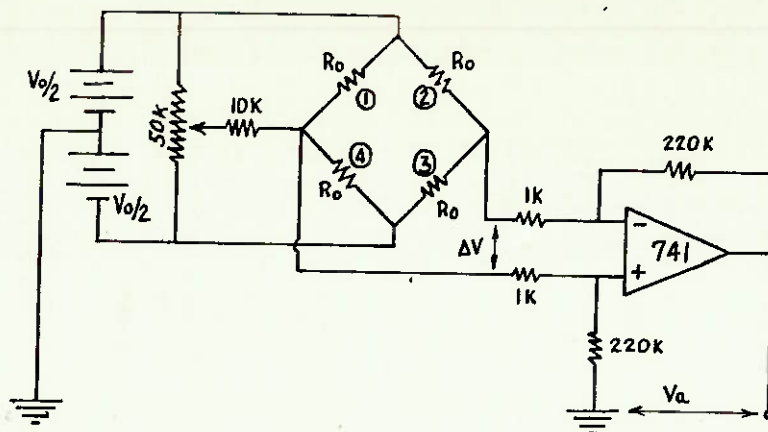 Vo/2
50K
10K
Ro
①
Ro
②
④
Ro
③
Ro
Vo/2
220K
1K
ΔV
-
741
+
1K
220K
Va